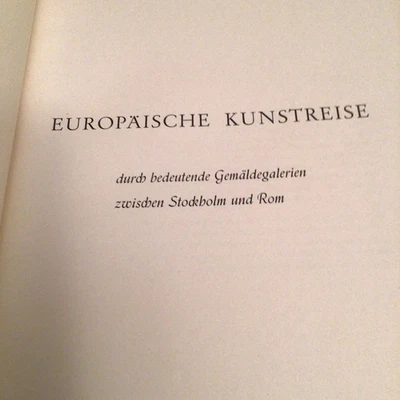 EUROPÄISCHE KUNSTREISE
durch bedeutende Gemäldegalerien
zwischen Stockholm und Rom